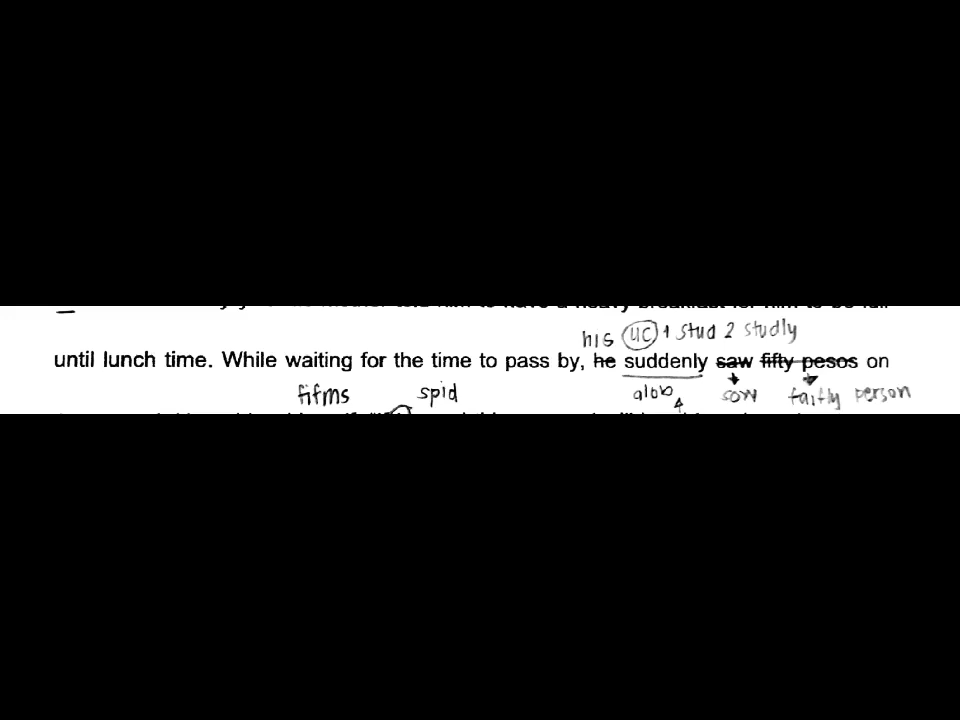 his UC 1 stud 2 studly
until lunch time. While waiting for the time to pass by, he suddenly saw fifty pesos on
fifms spid alob 4 sow faitly person